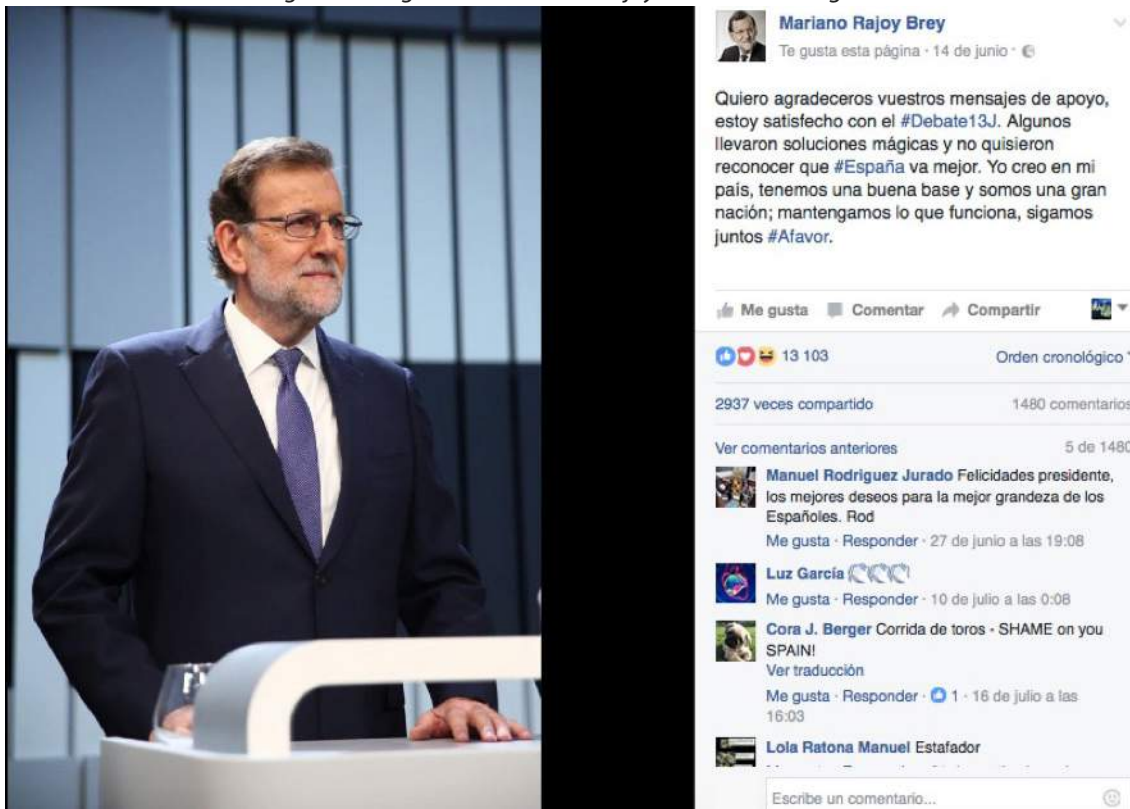 Mariano Rajoy Brey
Te gusta esta página · 14 de junio ·
Quiero agradeceros vuestros mensajes de apoyo,
estoy satisfecho con el #Debate13J. Algunos
llevaron soluciones mágicas y no quisieron
reconocer que #España va mejor. Yo creo en mi
país, tenemos una buena base y somos una gran
nación; mantengamos lo que funciona, sigamos
juntos #Afavor.
Me gusta Comentar Compartir
13 103 Orden cronológico
2937 veces compartido 1480 comentarios
Ver comentarios anteriores 5 de 1480
Manuel Rodriguez Jurado Felicidades presidente,
los mejores deseos para la mejor grandeza de los
Españoles. Rod
Me gusta · Responder · 27 de junio a las 19:08
Luz García
Me gusta · Responder · 10 de julio a las 0:08
Cora J. Berger Corrida de toros - SHAME on you
SPAIN!
Ver traducción
Me gusta · Responder · 1 · 16 de julio a las
16:03
Lola Ratona Manuel Estafador
Escribe un comentario...